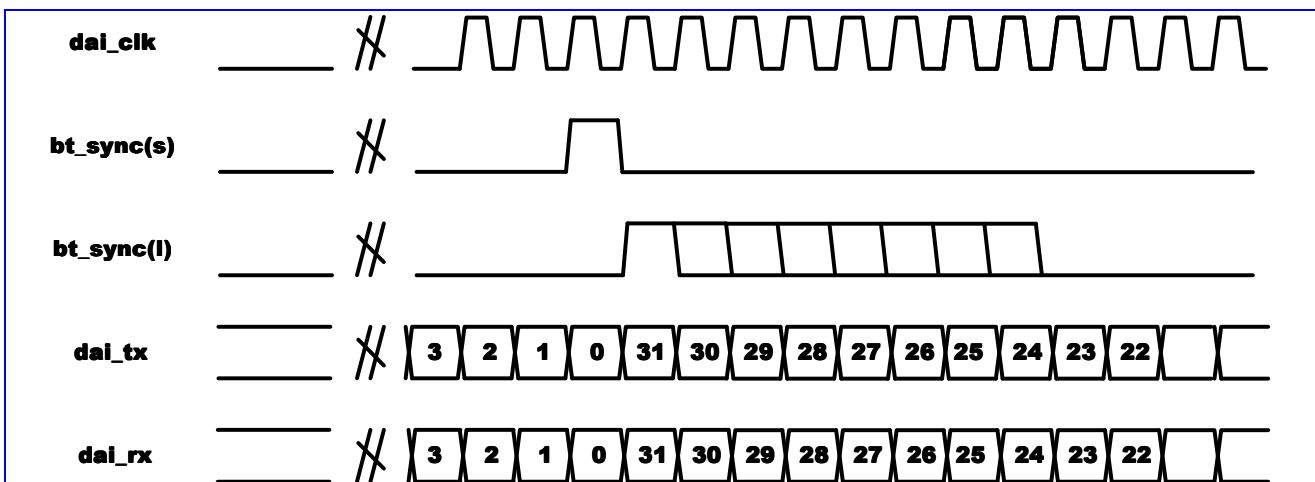 dai_clk
bt_sync(s)
bt_sync(l)
dai_tx 3 2 1 0 31 30 29 28 27 26 25 24 23 22
dai_rx 3 2 1 0 31 30 29 28 27 26 25 24 23 22